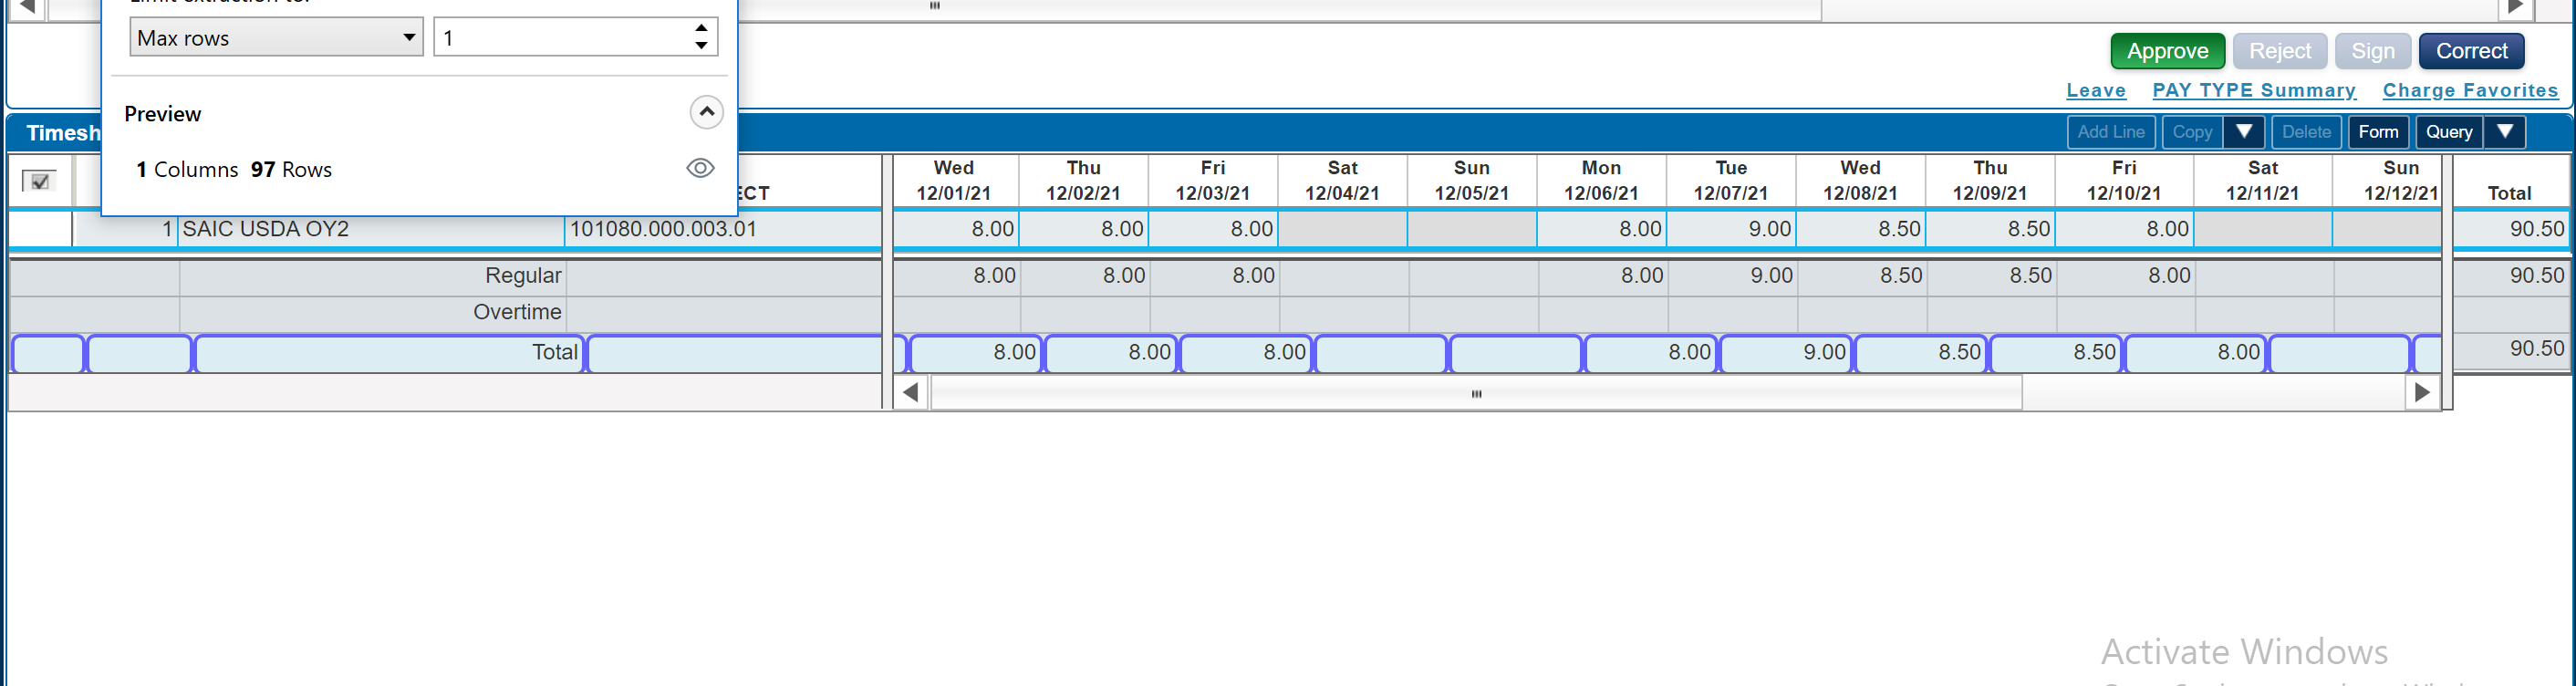 Max rows 1
Approve Reject Sign Correct
Leave PAY TYPE Summary Charge Favorites
Preview
Timesh Add Line Copy Delete Form Query
1 Columns 97 Rows
Wed Thu Fri Sat Sun Mon Tue Wed Thu Fri Sat Sun
ECT 12/01/21 12/02/21 12/03/21 12/04/21 12/05/21 12/06/21 12/07/21 12/08/21 12/09/21 12/10/21 12/11/21 12/12/21 Total
1 SAIC USDA OY2 101080.000.003.01 8.00 8.00 8.00 8.00 9.00 8.50 8.50 8.00 90.50
Regular 8.00 8.00 8.00 8.00 9.00 8.50 8.50 8.00 90.50
Overtime
Total 8.00 8.00 8.00 8.00 9.00 8.50 8.50 8.00 90.50
Activate Windows